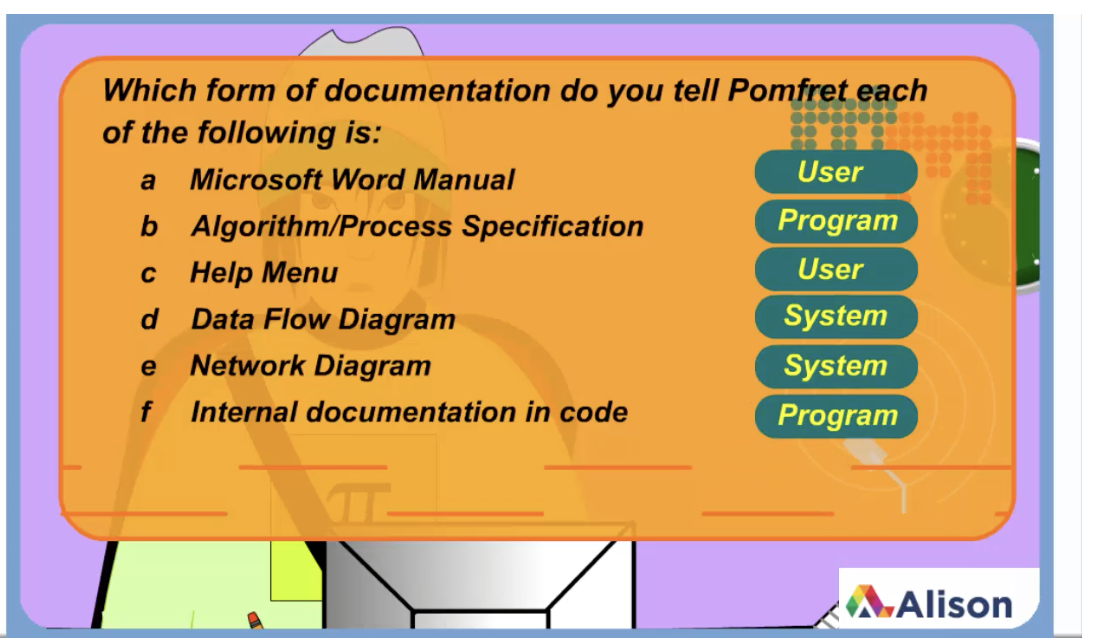 Which form of documentation do you tell Pomfret each
of the following is:
a Microsoft Word Manual User
b Algorithm/Process Specification Program
c Help Menu User
d Data Flow Diagram System
e Network Diagram System
f Internal documentation in code Program
π
Alison